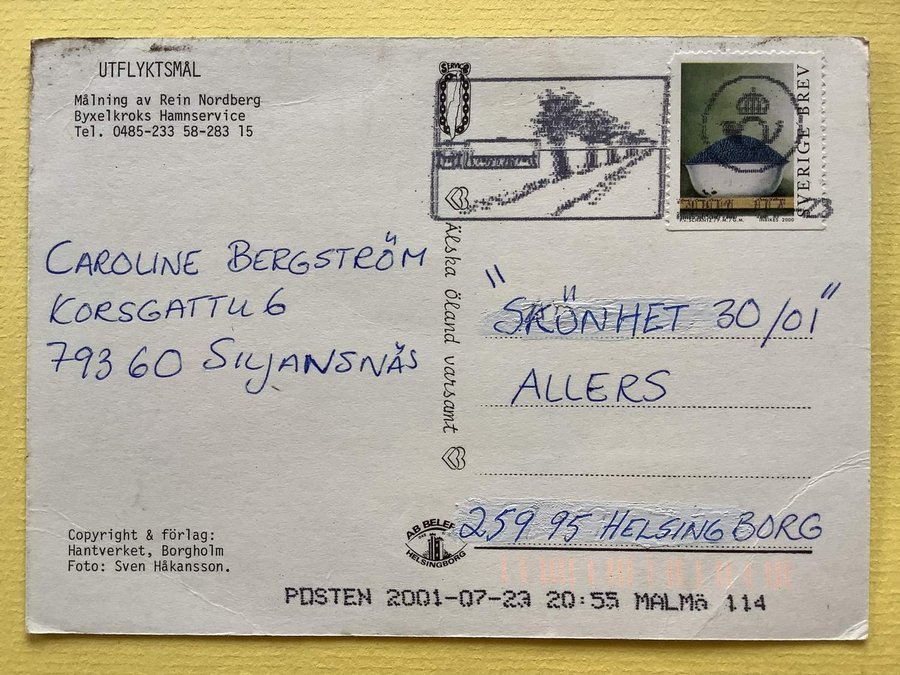 UTFLYKTSMÅL
Målning av Rein Nordberg
Byxelkroks Hamnservice
Tel. 0485-233 58-283 15
CAROLINE BERGSTRÖM
KORSGATTU 6
793 60 SILJANSNÄS
Copyright & förlag:
Hantverket, Borgholm
Foto: Sven Håkansson.
SERVICE
Älska Öland varsamt
AB BELEF
HELSINGBORG
SVERIGE BREV
23
"SKÖNHET 30/01"
ALLERS
259 95 HELSINGBORG
POSTEN 2001-07-23 20:55 MALMö 114